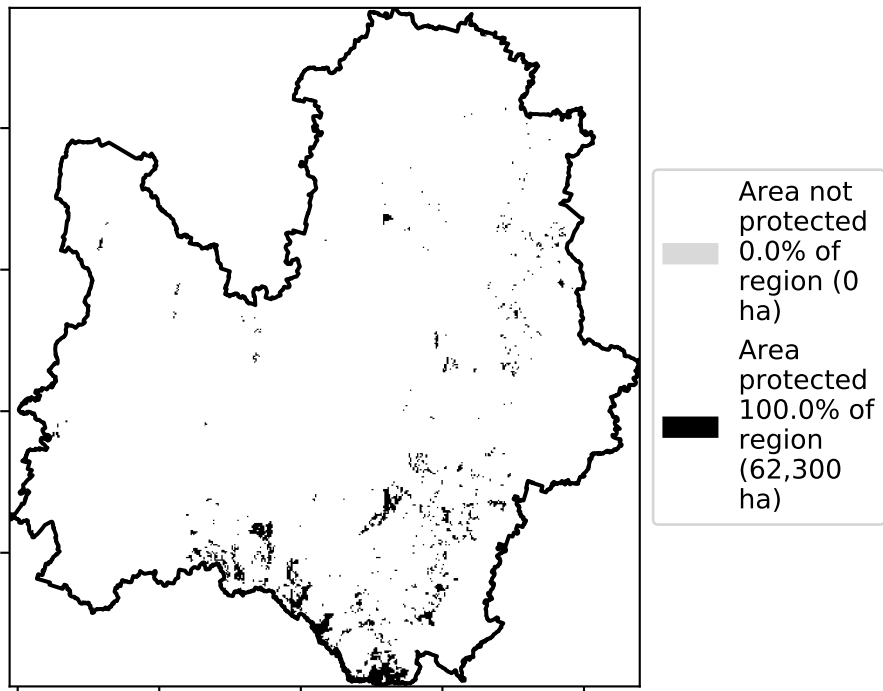 Area not
protected
0.0% of
region (0
ha)
Area
protected
100.0% of
region
(62,300
ha)